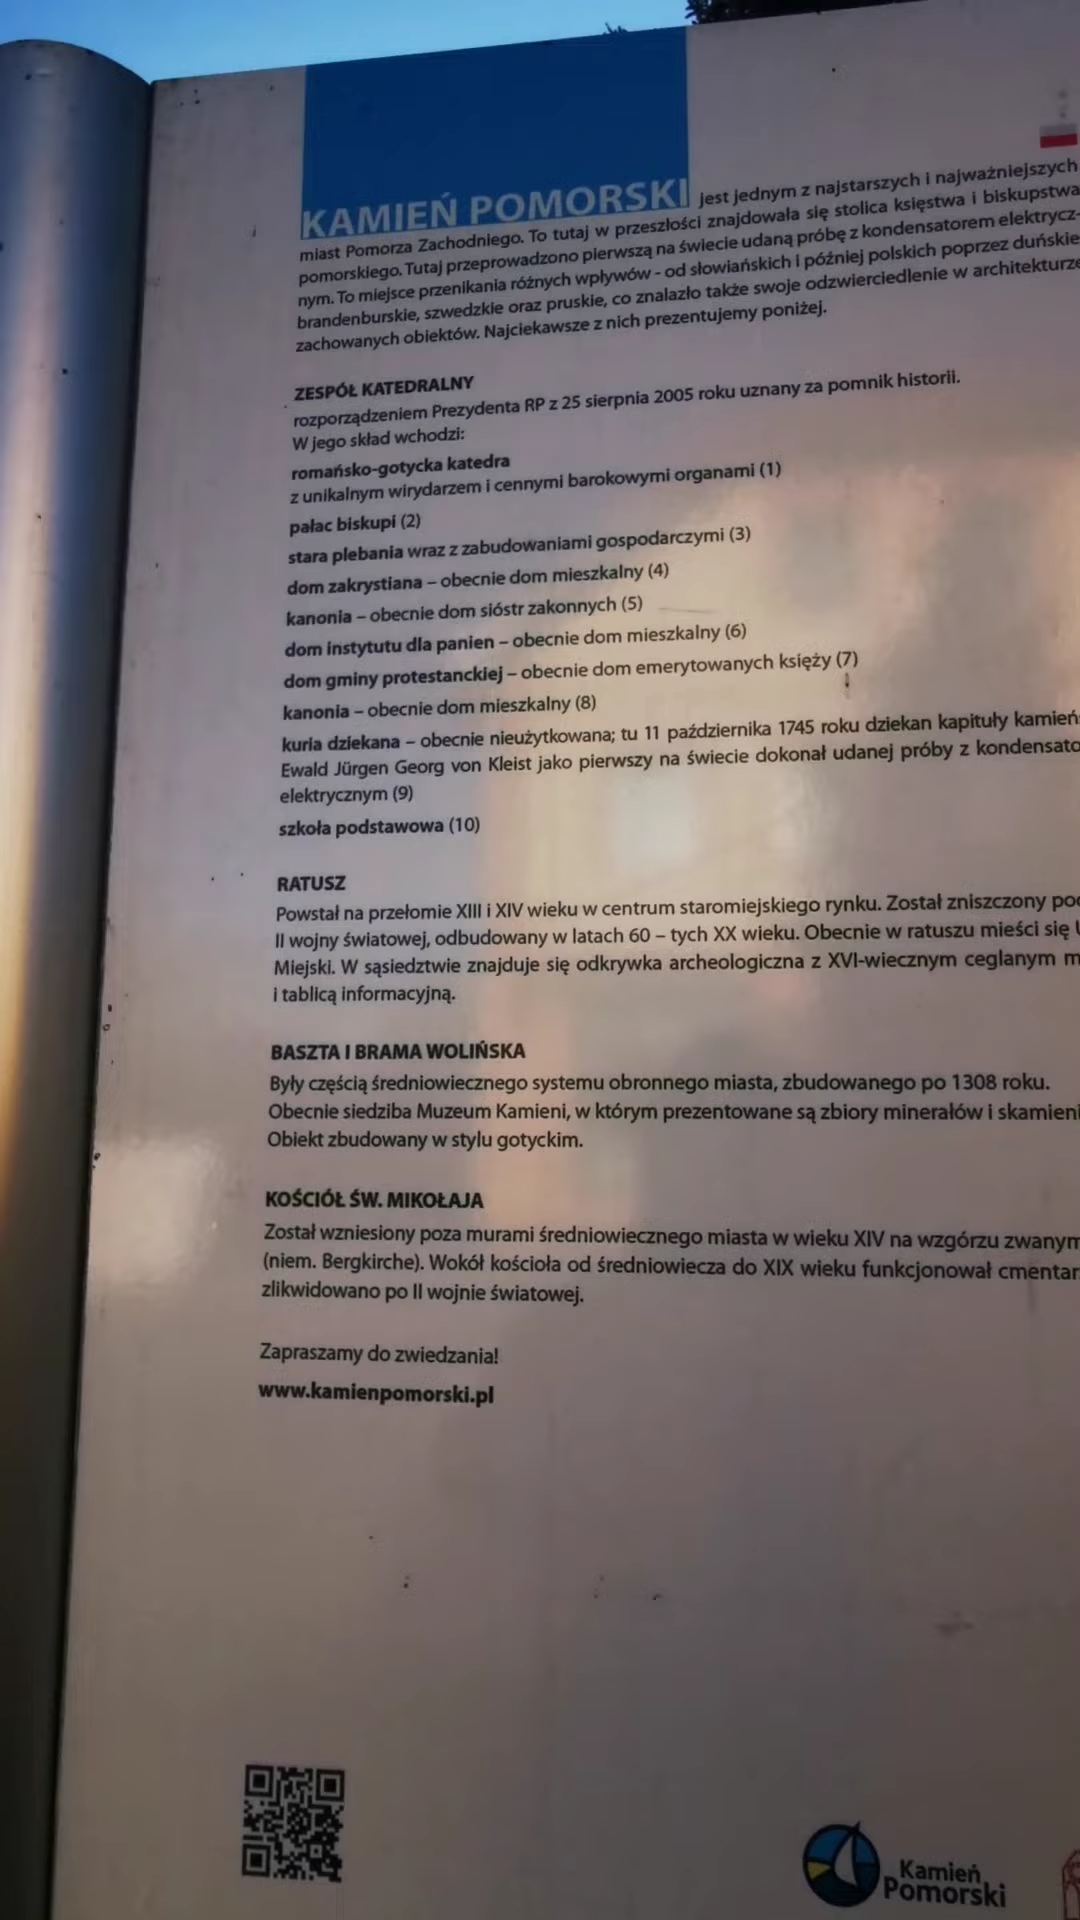 KAMIEŃ POMORSKI jest jednym z najstarszych i najważniejszych
miast Pomorza Zachodniego. To tutaj w przeszłości znajdowała się stolica księstwa i biskupstwa
pomorskiego. Tutaj przeprowadzono pierwszą na świecie udaną próbę z kondensatorem elektrycz-
nym. To miejsce przenikania różnych wpływów - od słowiańskich i później polskich poprzez duńskie
brandenburskie, szwedzkie oraz pruskie, co znalazło także swoje odzwierciedlenie w architekturze
zachowanych obiektów. Najciekawsze z nich prezentujemy poniżej.
ZESPÓŁ KATEDRALNY
rozporządzeniem Prezydenta RP z 25 sierpnia 2005 roku uznany za pomnik historii.
W jego skład wchodzi:
romańsko-gotycka katedra
z unikalnym wirydarzem i cennymi barokowymi organami (1)
pałac biskupi (2)
stara plebania wraz z zabudowaniami gospodarczymi (3)
dom zakrystiana – obecnie dom mieszkalny (4)
kanonia – obecnie dom sióstr zakonnych (5)
dom instytutu dla panien – obecnie dom mieszkalny (6)
dom gminy protestanckiej – obecnie dom emerytowanych księży (7)
kanonia – obecnie dom mieszkalny (8)
kuria dziekana – obecnie nieużytkowana; tu 11 października 1745 roku dziekan kapituły kamień
Ewald Jürgen Georg von Kleist jako pierwszy na świecie dokonał udanej próby z kondensato
elektrycznym (9)
szkoła podstawowa (10)
RATUSZ
Powstał na przełomie XIII i XIV wieku w centrum staromiejskiego rynku. Został zniszczony pod
II wojny światowej, odbudowany w latach 60 – tych XX wieku. Obecnie w ratuszu mieści się
Miejski. W sąsiedztwie znajduje się odkrywka archeologiczna z XVI-wiecznym ceglanym m
i tablicą informacyjną.
BASZTA I BRAMA WOLIŃSKA
Były częścią średniowiecznego systemu obronnego miasta, zbudowanego po 1308 roku.
Obecnie siedziba Muzeum Kamieni, w którym prezentowane są zbiory minerałów i skamieni
Obiekt zbudowany w stylu gotyckim.
KOŚCIÓŁ ŚW. MIKOŁAJA
Został wzniesiony poza murami średniowiecznego miasta w wieku XIV na wzgórzu zwanym
(niem. Bergkirche). Wokół kościoła od średniowiecza do XIX wieku funkcjonował cmentar
zlikwidowano po II wojnie światowej.
Zapraszamy do zwiedzania!
www.kamienpomorski.pl
Kamień
Pomorski